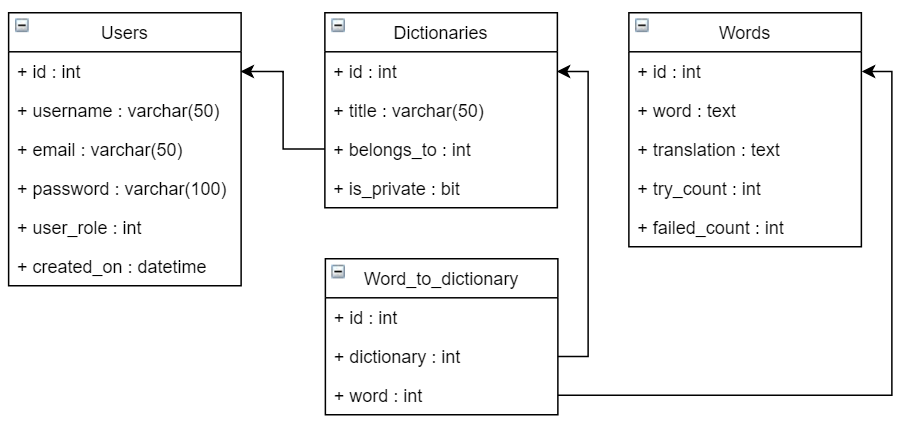 Users
+ id : int
+ username : varchar(50)
+ email : varchar(50)
+ password : varchar(100)
+ user_role : int
+ created_on : datetime
Dictionaries
+ id : int
+ title : varchar(50)
+ belongs_to : int
+ is_private : bit
Words
+ id : int
+ word : text
+ translation : text
+ try_count : int
+ failed_count : int
Word_to_dictionary
+ id : int
+ dictionary : int
+ word : int